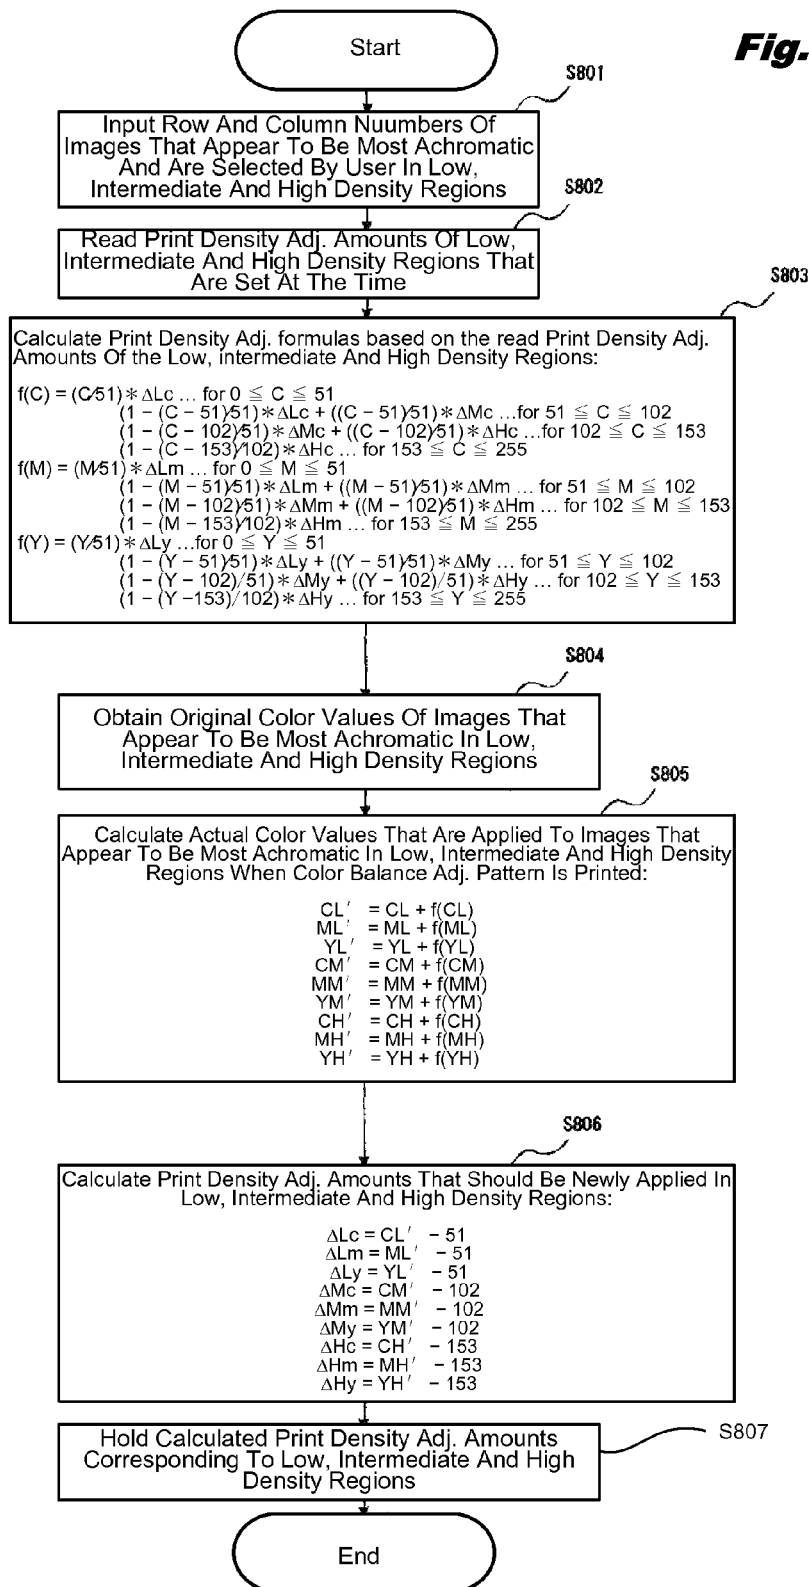 Start
Fig.
S801
Input Row And Column Nuumbers Of
Images That Appear To Be Most Achromatic
And Are Selected By User In Low,
Intermediate And High Density Regions
S802
Read Print Density Adj. Amounts Of Low,
Intermediate And High Density Regions That
Are Set At The Time
S803
Calculate Print Density Adj. formulas based on the read Print Density Adj.
Amounts Of the Low, intermediate And High Density Regions:
f(C) = (C/51)*ΔLc ... for 0 ≦ C ≦ 51
(1 − (C − 51)/51)*ΔLc + ((C − 51)/51)*ΔMc ...for 51 ≦ C ≦ 102
(1 − (C − 102)/51)*ΔMc + ((C − 102)/51)*ΔHc ...for 102 ≦ C ≦ 153
(1 − (C − 153)/102)*ΔHc ... for 153 ≦ C ≦ 255
f(M) = (M/51)*ΔLm ... for 0 ≦ M ≦ 51
(1 − (M − 51)/51)*ΔLm + ((M − 51)/51)*ΔMm ... for 51 ≦ M ≦ 102
(1 − (M − 102)/51)*ΔMm + ((M − 102)/51)*ΔHm ... for 102 ≦ M ≦ 153
(1 − (M − 153)/102)*ΔHm ... for 153 ≦ M ≦ 255
f(Y) = (Y/51)*ΔLy ...for 0 ≦ Y ≦ 51
(1 − (Y − 51)/51)*ΔLy + ((Y − 51)/51)*ΔMy ... for 51 ≦ Y ≦ 102
(1 − (Y − 102)/51)*ΔMy + ((Y − 102)/51)*ΔHy ... for 102 ≦ Y ≦ 153
(1 − (Y −153)/102)*ΔHy ... for 153 ≦ Y ≦ 255
S804
Obtain Original Color Values Of Images That
Appear To Be Most Achromatic In Low,
Intermediate And High Density Regions
S805
Calculate Actual Color Values That Are Applied To Images That
Appear To Be Most Achromatic In Low, Intermediate And High Density
Regions When Color Balance Adj. Pattern Is Printed:
CL′ = CL + f(CL)
ML′ = ML + f(ML)
YL′ = YL + f(YL)
CM′ = CM + f(CM)
MM′ = MM + f(MM)
YM′ = YM + f(YM)
CH′ = CH + f(CH)
MH′ = MH + f(MH)
YH′ = YH + f(YH)
S806
Calculate Print Density Adj. Amounts That Should Be Newly Applied In
Low, Intermediate And High Density Regions:
ΔLc = CL′ − 51
ΔLm = ML′ − 51
ΔLy = YL′ − 51
ΔMc = CM′ − 102
ΔMm = MM′ − 102
ΔMy = YM′ − 102
ΔHc = CH′ − 153
ΔHm = MH′ − 153
ΔHy = YH′ − 153
S807
Hold Calculated Print Density Adj. Amounts
Corresponding To Low, Intermediate And High
Density Regions
End